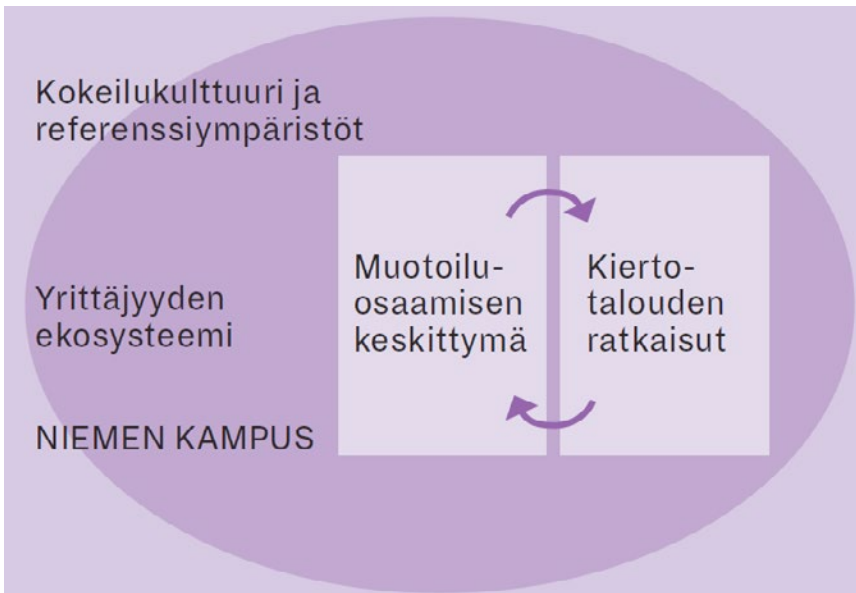 Kokeilukulttuuri ja
referenssiympäristöt
Yrittäjyyden
ekosysteemi
NIEMEN KAMPUS
Muotoilu-
osaamisen
keskittymä
Kierto-
talouden
ratkaisut